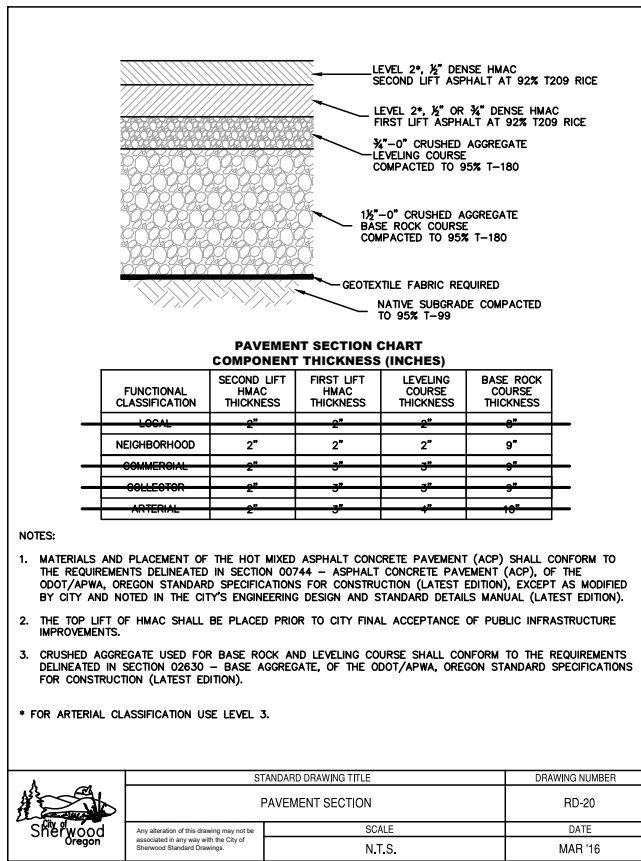 LEVEL 2*, ½" DENSE HMAC
SECOND LIFT ASPHALT AT 92% T209 RICE
LEVEL 2*, ½" OR ¾" DENSE HMAC
FIRST LIFT ASPHALT AT 92% T209 RICE
¾"-0" CRUSHED AGGREGATE
LEVELING COURSE
COMPACTED TO 95% T-180
1½"-0" CRUSHED AGGREGATE
BASE ROCK COURSE
COMPACTED TO 95% T-180
GEOTEXTILE FABRIC REQUIRED
NATIVE SUBGRADE COMPACTED
TO 95% T-99
PAVEMENT SECTION CHART
COMPONENT THICKNESS (INCHES)
FUNCTIONAL CLASSIFICATION SECOND LIFT HMAC THICKNESS FIRST LIFT HMAC THICKNESS LEVELING COURSE THICKNESS BASE ROCK COURSE THICKNESS
LOCAL 2" 2" 2" 8"
NEIGHBORHOOD 2" 2" 2" 9"
COMMERCIAL 2" 3" 3" 9"
COLLECTOR 2" 3" 3" 9"
ARTERIAL 2" 3" 4" 10"
NOTES:
1. MATERIALS AND PLACEMENT OF THE HOT MIXED ASPHALT CONCRETE PAVEMENT (ACP) SHALL CONFORM TO
THE REQUIREMENTS DELINEATED IN SECTION 00744 – ASPHALT CONCRETE PAVEMENT (ACP), OF THE
ODOT/APWA, OREGON STANDARD SPECIFICATIONS FOR CONSTRUCTION (LATEST EDITION), EXCEPT AS MODIFIED
BY CITY AND NOTED IN THE CITY'S ENGINEERING DESIGN AND STANDARD DETAILS MANUAL (LATEST EDITION).
2. THE TOP LIFT OF HMAC SHALL BE PLACED PRIOR TO CITY FINAL ACCEPTANCE OF PUBLIC INFRASTRUCTURE
IMPROVEMENTS.
3. CRUSHED AGGREGATE USED FOR BASE ROCK AND LEVELING COURSE SHALL CONFORM TO THE REQUIREMENTS
DELINEATED IN SECTION 02630 – BASE AGGREGATE, OF THE ODOT/APWA, OREGON STANDARD SPECIFICATIONS
FOR CONSTRUCTION (LATEST EDITION).
* FOR ARTERIAL CLASSIFICATION USE LEVEL 3.
City of
Sherwood
Oregon
STANDARD DRAWING TITLE
PAVEMENT SECTION
DRAWING NUMBER
RD-20
Any alteration of this drawing may not be
associated in any way with the City of
Sherwood Standard Drawings.
SCALE
N.T.S.
DATE
MAR '16